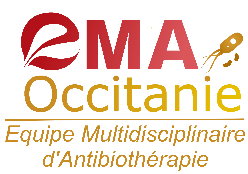 eMA
Occitanie
Equipe Multidisciplinaire
d'Antibiothérapie